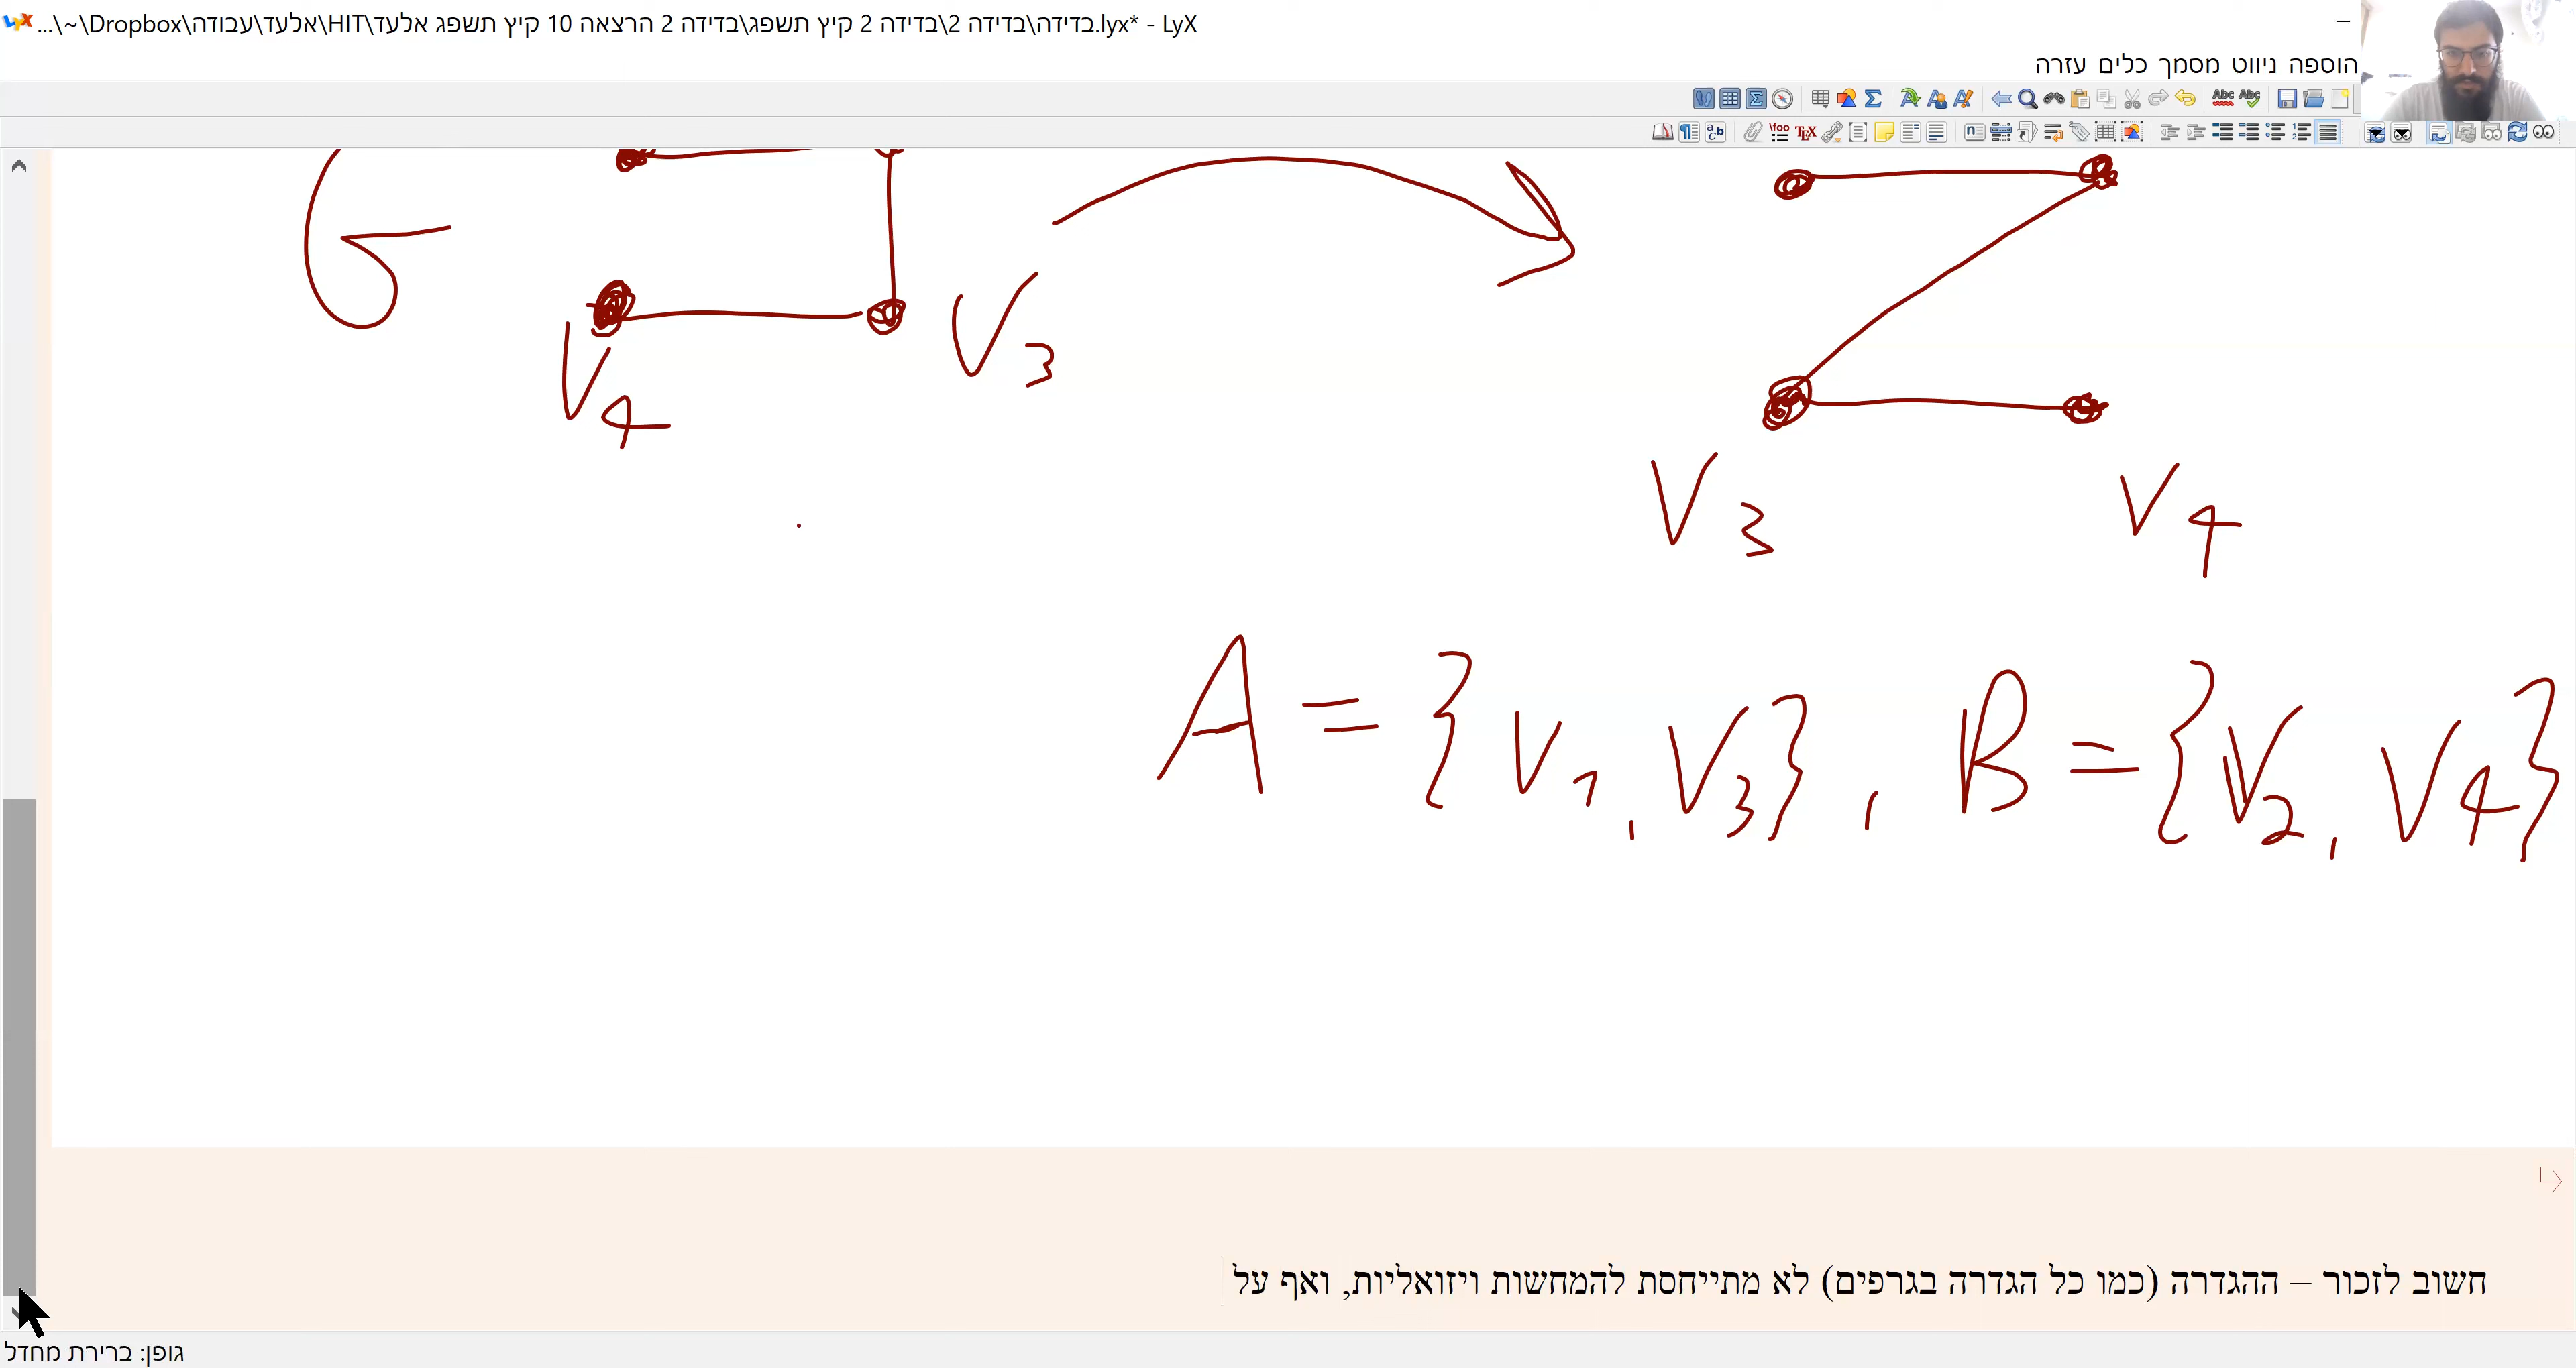 ...\~\Dropbox\אלעד\עבודה\HIT\בדידה\בדידה 2\בדידה 2 קיץ תשפג\בדידה 2 הרצאה 10 קיץ תשפג אלעד.lyx* - LyX
הוספה ניווט מסמך כלים עזרה
G
V4
V3
V3
V4
A = { V1, V3 } , B = { V2, V4 }
חשוב לזכור – ההגדרה (כמו כל הגדרה בגרפים) לא מתייחסת להמחשות ויזואליות, ואף על
גופן: ברירת מחדל